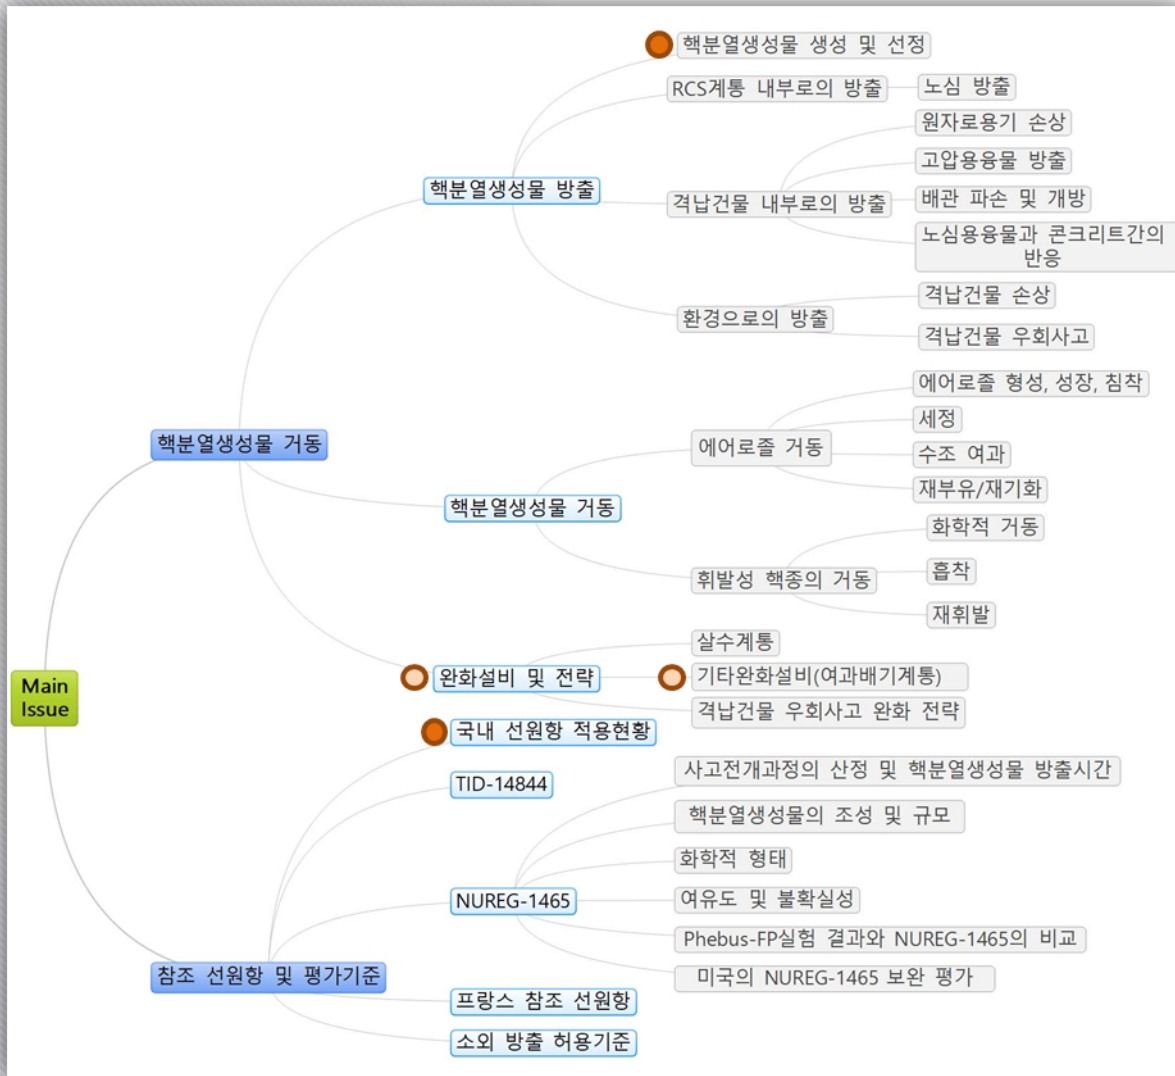 핵분열생성물 생성 및 선정
RCS계통 내부로의 방출
노심 방출
원자로용기 손상
고압용융물 방출
핵분열생성물 방출
격납건물 내부로의 방출
배관 파손 및 개방
노심용융물과 콘크리트간의
반응
환경으로의 방출
격납건물 손상
격납건물 우회사고
핵분열생성물 거동
에어로졸 형성, 성장, 침착
에어로졸 거동
세정
수조 여과
재부유/재기화
핵분열생성물 거동
화학적 거동
휘발성 핵종의 거동
흡착
재휘발
살수계통
완화설비 및 전략
기타완화설비(여과배기계통)
격납건물 우회사고 완화 전략
Main
Issue
국내 선원항 적용현황
TID-14844
사고전개과정의 산정 및 핵분열생성물 방출시간
핵분열생성물의 조성 및 규모
화학적 형태
NUREG-1465
여유도 및 불확실성
Phebus-FP실험 결과와 NUREG-1465의 비교
미국의 NUREG-1465 보완 평가
참조 선원항 및 평가기준
프랑스 참조 선원항
소외 방출 허용기준